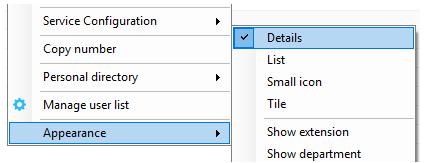 Service Configuration
Copy number
Personal directory
Manage user list
Appearance
Details
List
Small icon
Tile
Show extension
Show department